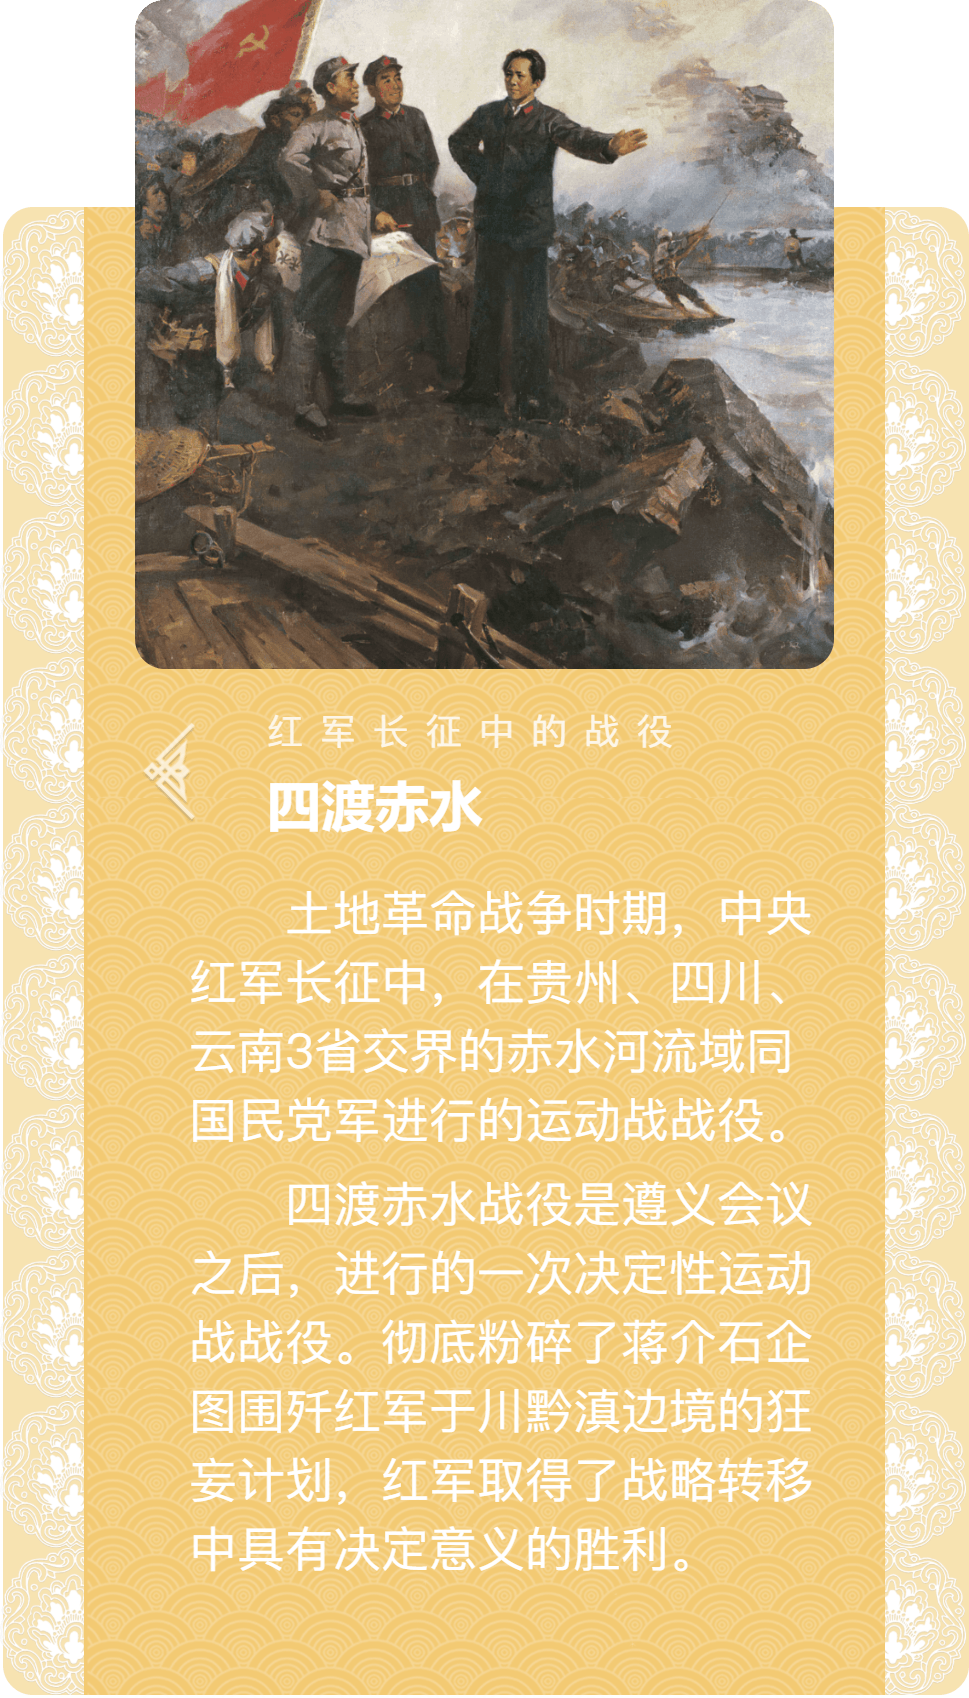 红军长征中的战役
四渡赤水
土地革命战争时期，中央
红军长征中，在贵州、四川、
云南3省交界的赤水河流域同
国民党军进行的运动战战役。
四渡赤水战役是遵义会议
之后，进行的一次决定性运动
战战役。彻底粉碎了蒋介石企
图围歼红军于川黔滇边境的狂
妄计划，红军取得了战略转移
中具有决定意义的胜利。